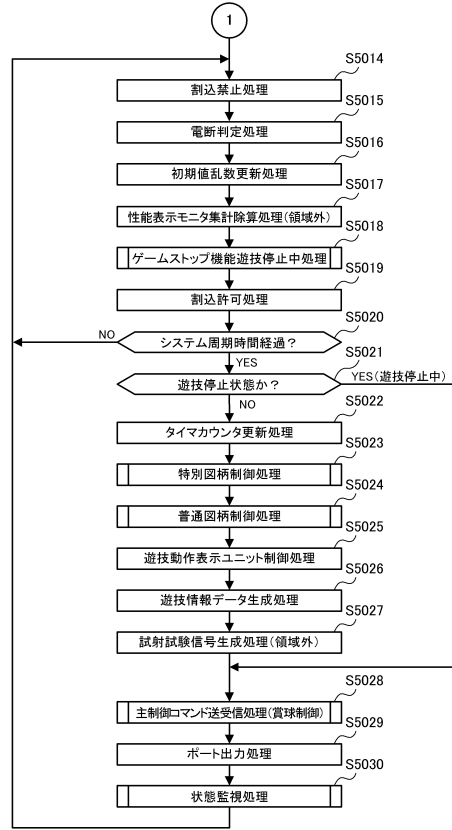 1
S5014
割込禁止処理
S5015
電断判定処理
S5016
初期値乱数更新処理
S5017
性能表示モニタ集計除算処理(領域外)
S5018
ゲームストップ機能遊技停止中処理
S5019
割込許可処理
S5020
NO
システム周期時間経過?
YES
S5021
遊技停止状態か?
YES(遊技停止中)
NO
S5022
タイマカウンタ更新処理
S5023
特別図柄制御処理
S5024
普通図柄制御処理
S5025
遊技動作表示ユニット制御処理
S5026
遊技情報データ生成処理
S5027
試射試験信号生成処理(領域外)
S5028
主制御コマンド送受信処理(賞球制御)
S5029
ポート出力処理
S5030
状態監視処理